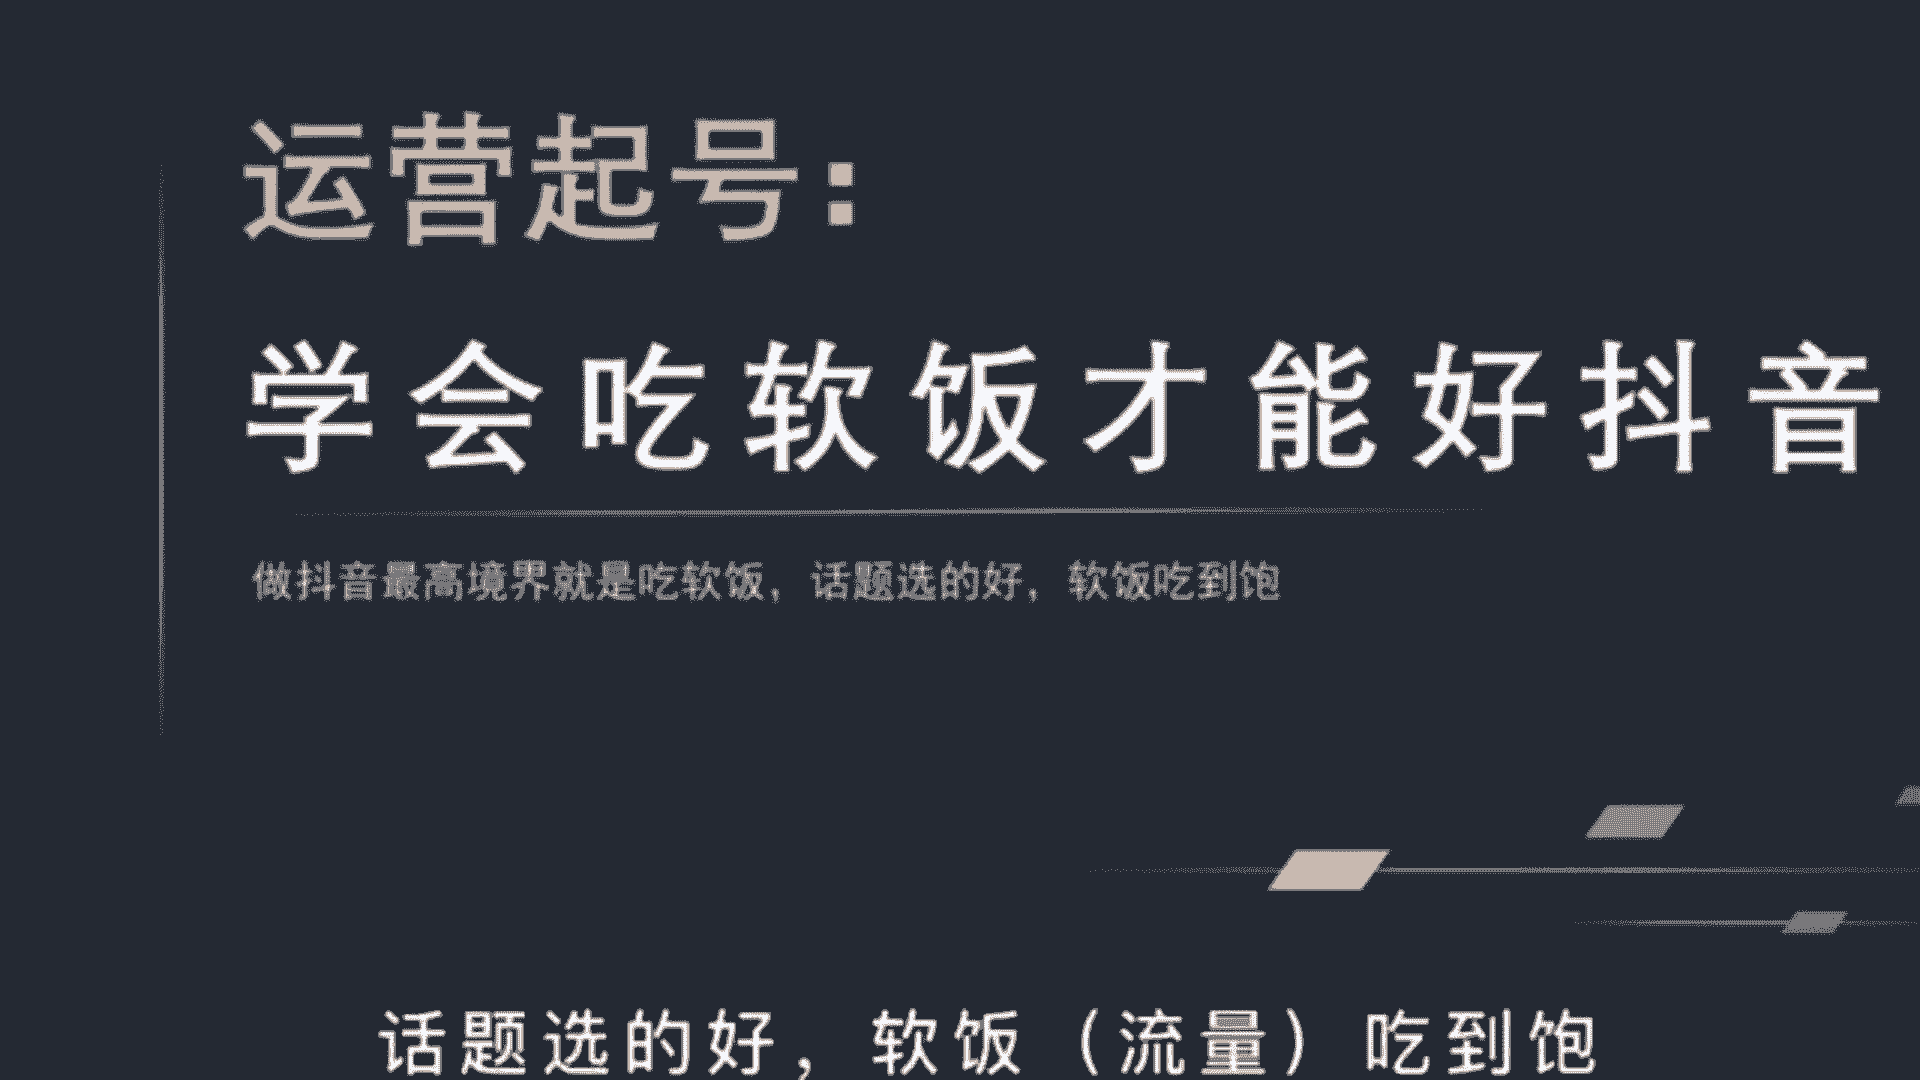 运营起号:
学会吃软饭才能好抖音
做抖音最高境界就是吃软饭，话题选的好，软饭吃到饱
话题选的好，软饭（流量）吃到饱